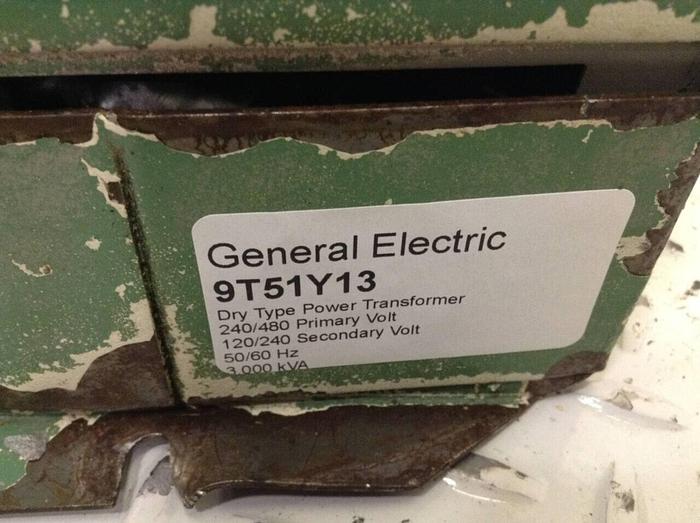 General Electric
9T51Y13
Dry Type Power Transformer
240/480 Primary Volt
120/240 Secondary Volt
50/60 Hz
3.000 kVA